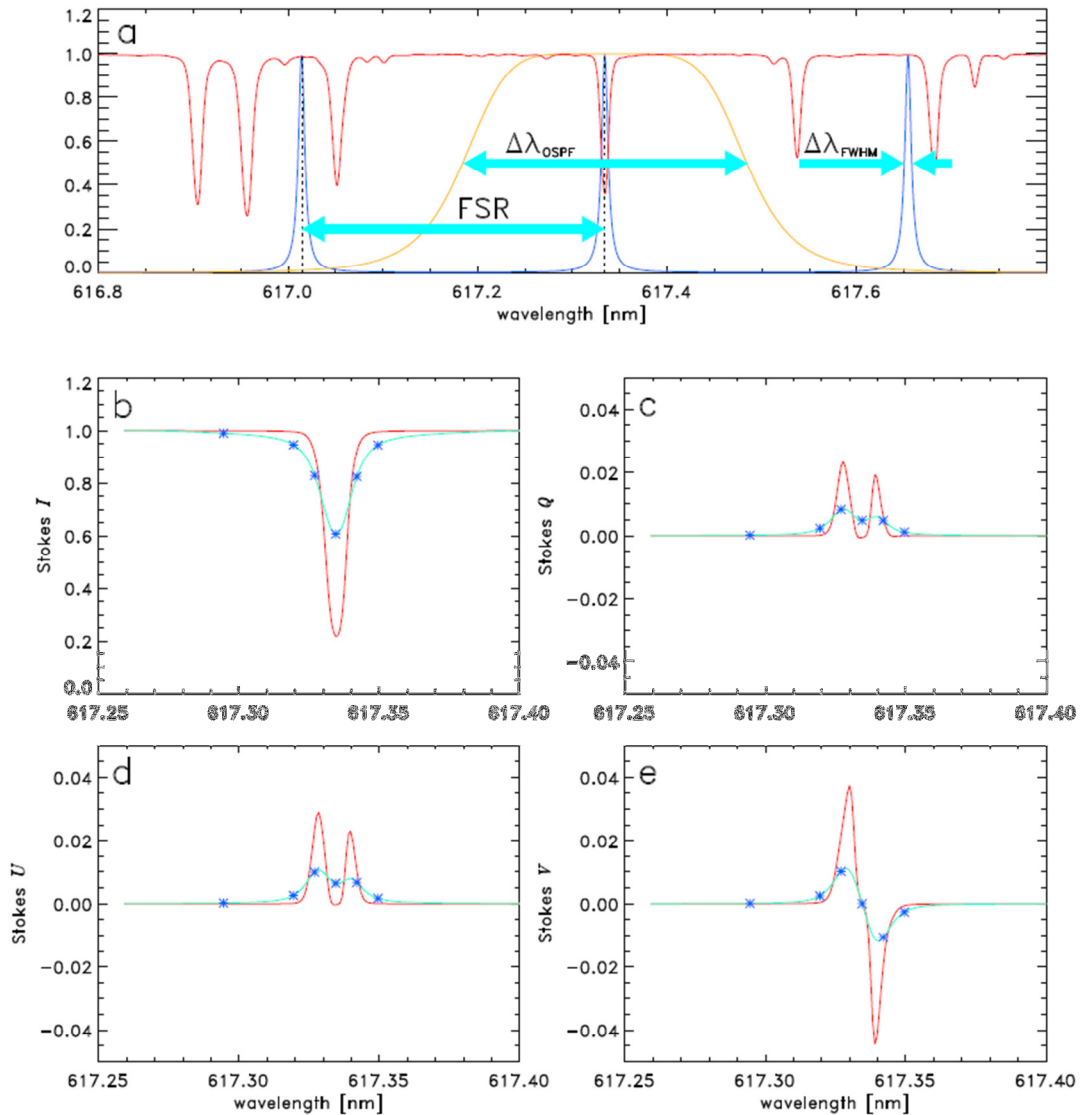 a
1.2
1.0
0.8
0.6
0.4
0.2
0.0
ΔλOSPF
ΔλFWHM
FSR
616.8 617.0 617.2 617.4 617.6
wavelength [nm]
b
Stokes I
1.2
1.0
0.8
0.6
0.4
0.2
0.0
617.25 617.30 617.35 617.40
c
Stokes Q
0.04
0.02
0.00
−0.02
−0.04
617.25 617.30 617.35 617.40
d
Stokes U
0.04
0.02
0.00
−0.02
−0.04
617.25 617.30 617.35 617.40
wavelength [nm]
e
Stokes V
0.04
0.02
0.00
−0.02
−0.04
617.25 617.30 617.35 617.40
wavelength [nm]